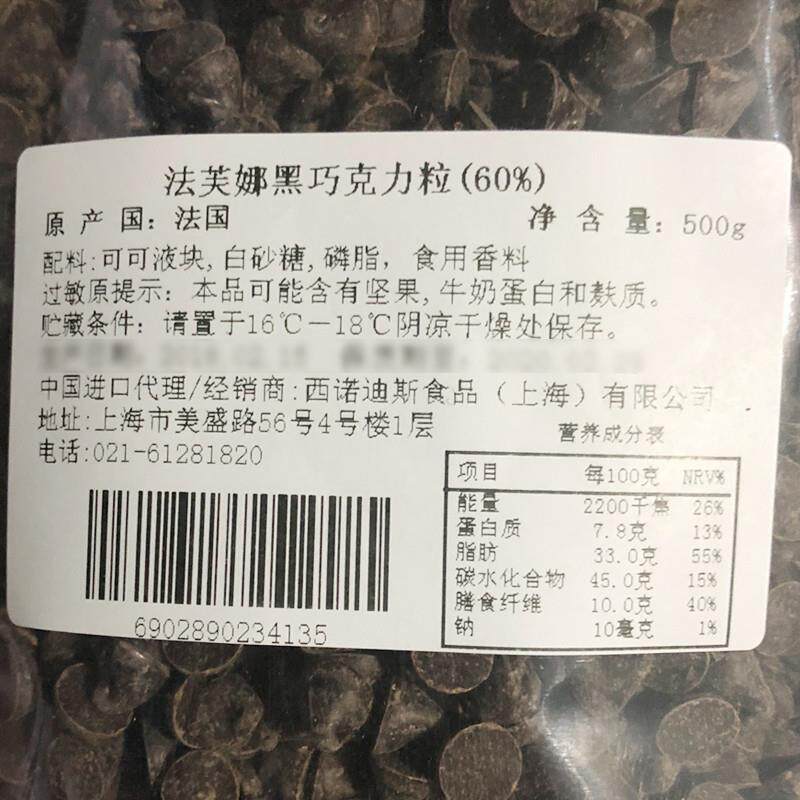 法芙娜黑巧克力粒(60%)
原产国：法国 净含量：500g
配料:可可液块,白砂糖,磷脂，食用香料
过敏原提示：本品可能含有坚果,牛奶蛋白和麸质。
贮藏条件：请置于16℃－18℃阴凉干燥处保存。
中国进口代理/经销商:西诺迪斯食品（上海）有限公司
地址:上海市美盛路56号4号楼1层
电话:021-61281820
营养成分表
项目 每100克 NRV%
能量 2200千焦 26%
蛋白质 7.8克 13%
脂肪 33.0克 55%
碳水化合物 45.0克 15%
膳食纤维 10.0克 40%
钠 10毫克 1%
6902890234135